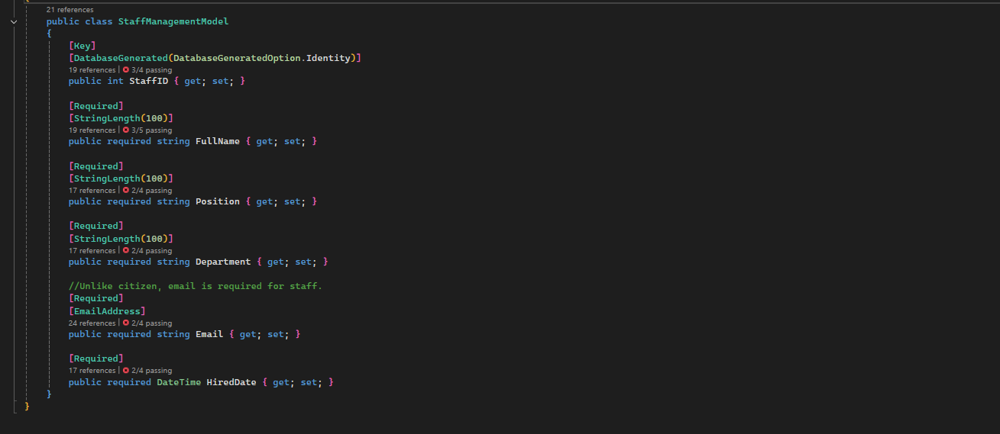 21 references
public class StaffManagementModel
{
[Key]
[DatabaseGenerated(DatabaseGeneratedOption.Identity)]
19 references | 3/4 passing
public int StaffID { get; set; }
[Required]
[StringLength(100)]
19 references | 3/5 passing
public required string FullName { get; set; }
[Required]
[StringLength(100)]
17 references | 2/4 passing
public required string Position { get; set; }
[Required]
[StringLength(100)]
17 references | 2/4 passing
public required string Department { get; set; }
//Unlike citizen, email is required for staff.
[Required]
[EmailAddress]
24 references | 2/4 passing
public required string Email { get; set; }
[Required]
17 references | 2/4 passing
public required DateTime HiredDate { get; set; }
}
}